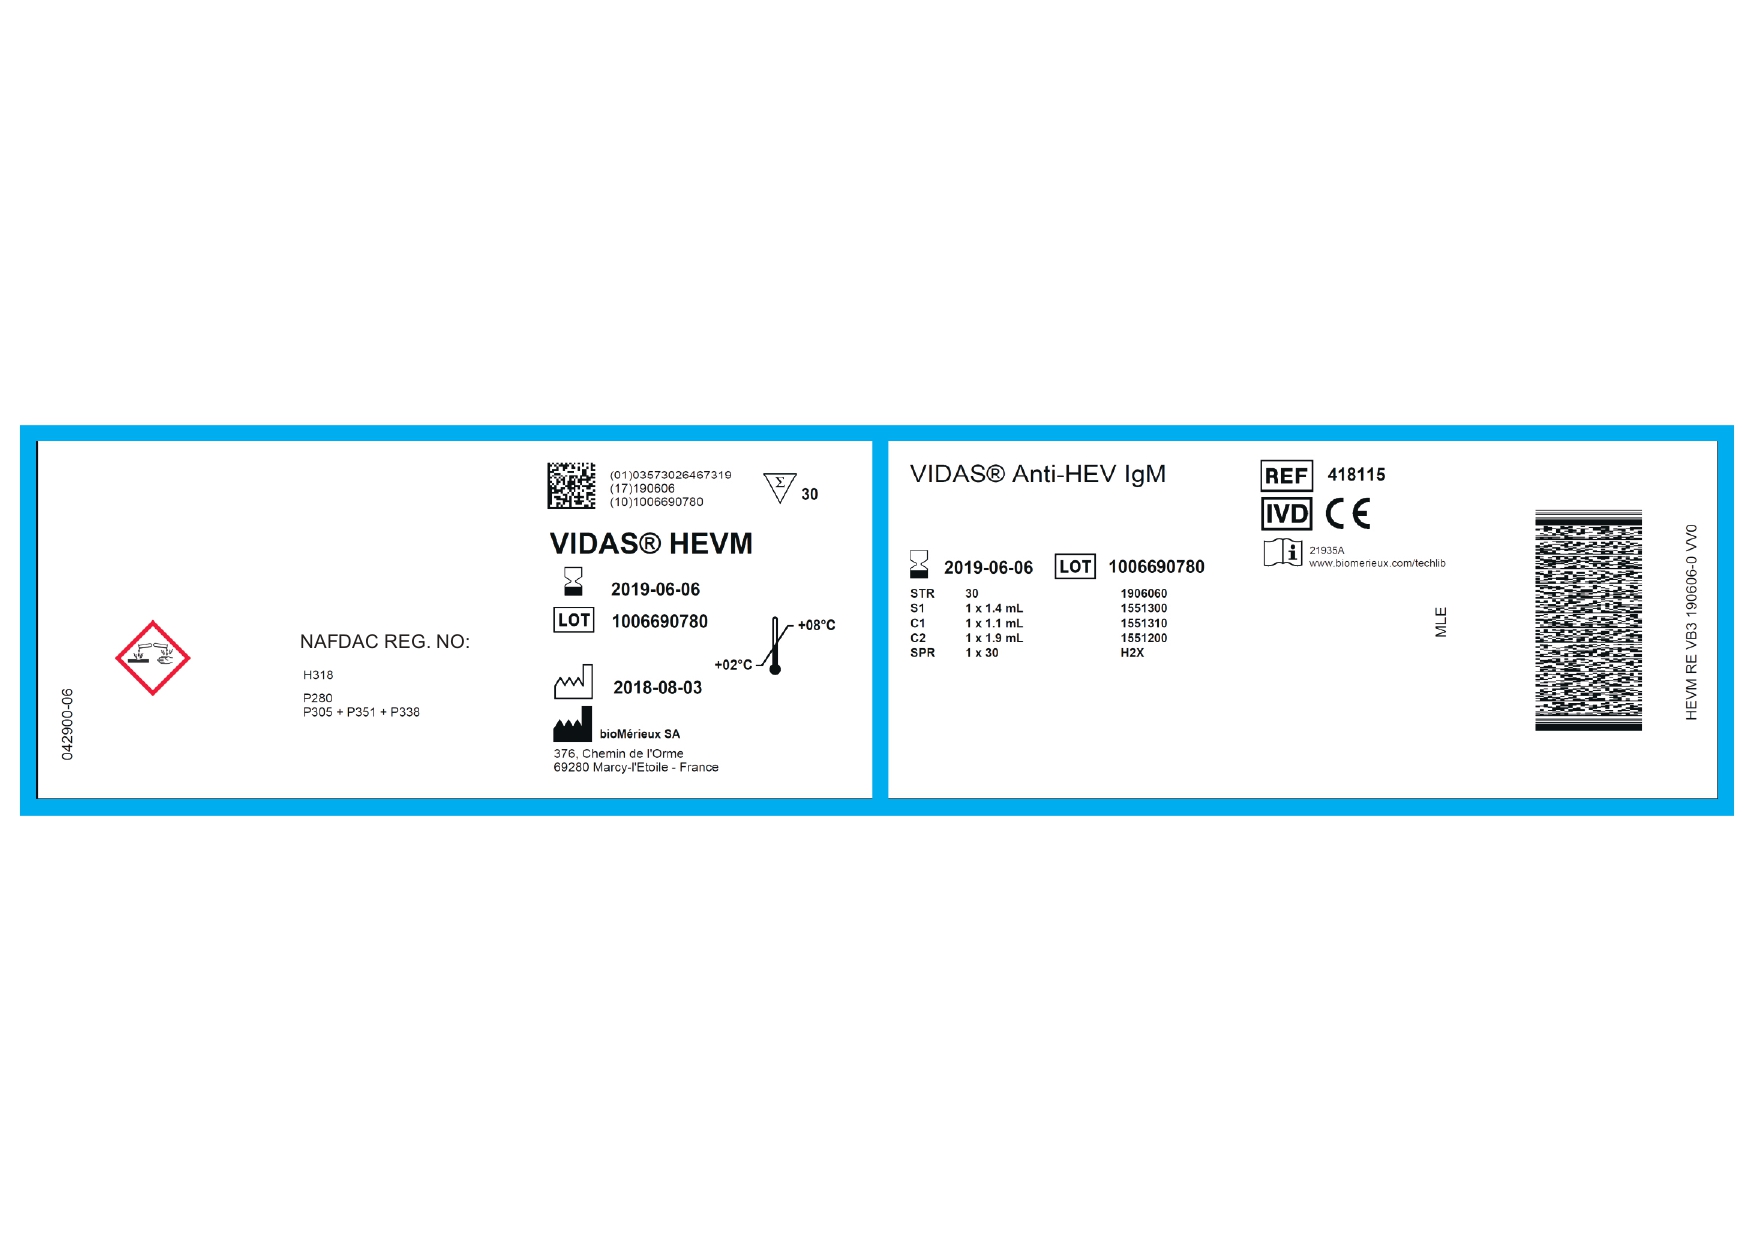 (01)03573026467319
(17)190606
(10)1006690780
Σ
30
VIDAS® HEVM
2019-06-06
LOT 1006690780
+08°C
+02°C
2018-08-03
bioMérieux SA
376, Chemin de l'Orme
69280 Marcy-l'Etoile - France
NAFDAC REG. NO:
H318
P280
P305 + P351 + P338
042900-06
VIDAS® Anti-HEV IgM
REF 418115
IVD CE
i
21935A
www.biomerieux.com/techlib
2019-06-06 LOT 1006690780
STR 30 1906060
S1 1 x 1.4 mL 1551300
C1 1 x 1.1 mL 1551310
C2 1 x 1.9 mL 1551200
SPR 1 x 30 H2X
MLE
HEVM RE VB3 190606-0 VV0